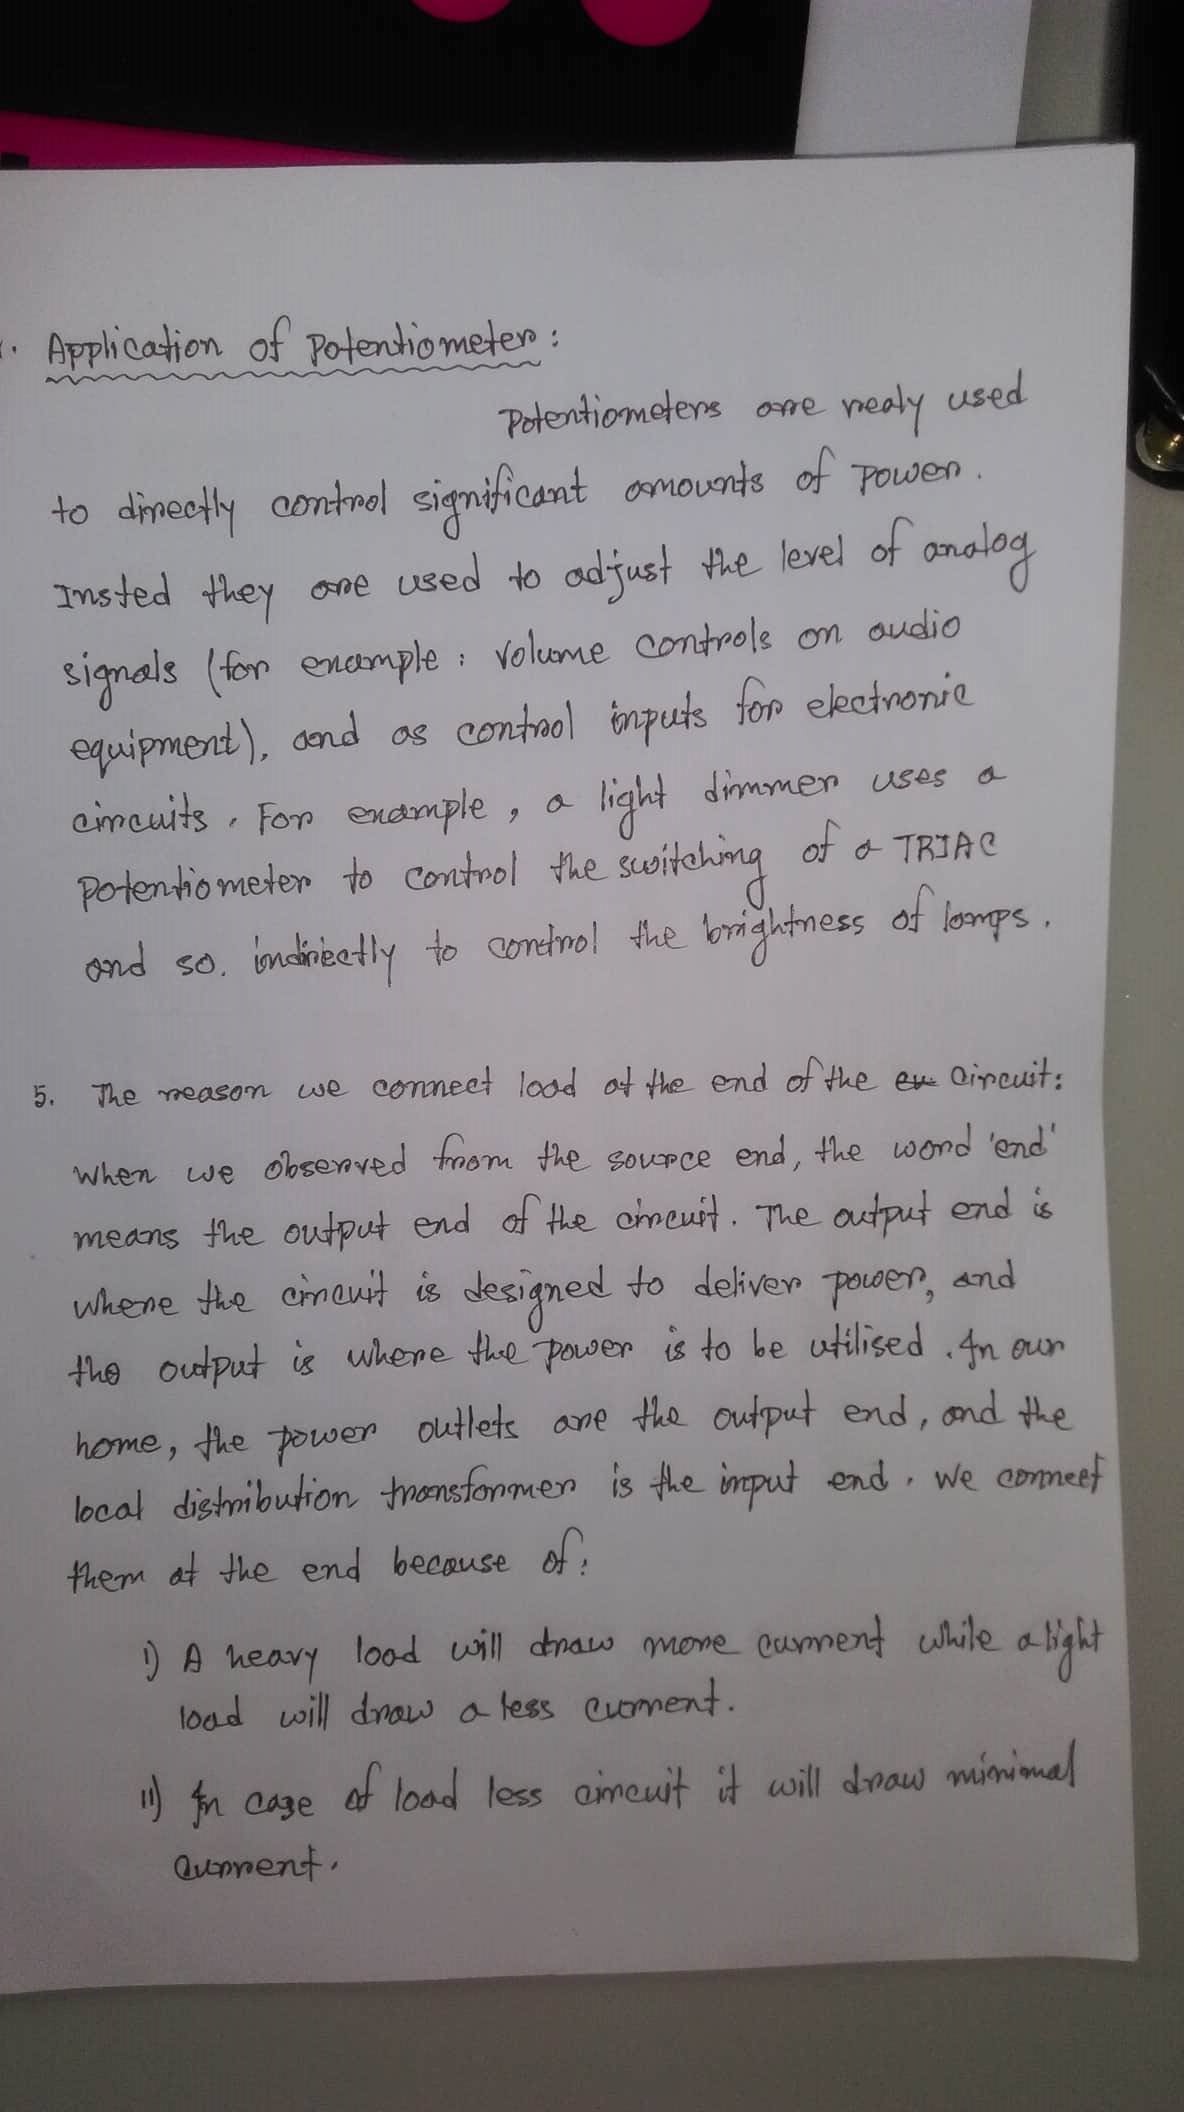 Application of Potentiometer:
Potentiometers are realy used
to directly control significant amounts of power.
Insted they are used to adjust the level of analog
signals (for example: volume controls on audio
equipment), and as control inputs for electronic
circuits. For example, a light dimmer uses a
potentiometer to control the switching of a TRIAC
and so. indirectly to control the brightness of lamps.
5. The reason we connect load at the end of the circuit:
when we observed from the source end, the word 'end'
means the output end of the circuit. The output end is
where the circuit is designed to deliver power, and
the output is where the power is to be utilised. In our
home, the power outlets are the output end, and the
local distribution transformer is the input end. We connect
them at the end because of:
i) A heavy load will draw more current while a light
load will draw a less current.
ii) In case of load less circuit it will draw minimal
current.